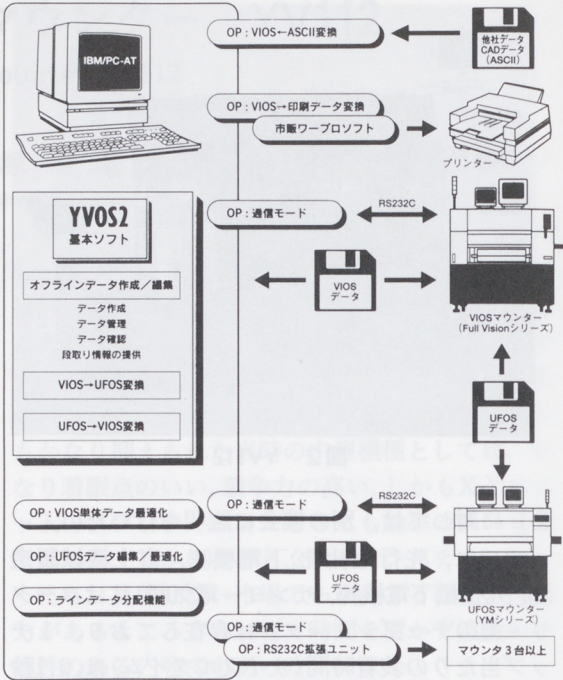 IBM/PC-AT
OP：VIOS←ASCII変換
他社データ
CADデータ
(ASCII)
OP：VIOS→印刷データ変換
市販ワープロソフト
プリンター
YVOS2
基本ソフト
オフラインデータ作成／編集
データ作成
データ管理
データ確認
段取り情報の提供
VIOS→UFOS変換
UFOS→VIOS変換
OP：通信モード
RS232C
VIOS
データ
VIOSマウンター
(Full Visionシリーズ)
UFOS
データ
OP：VIOS単体データ最適化
OP：UFOSデータ編集／最適化
OP：ラインデータ分配機能
OP：通信モード
RS232C
UFOS
データ
UFOSマウンター
(YMシリーズ)
OP：通信モード
OP：RS232C拡張ユニット
マウンタ3台以上